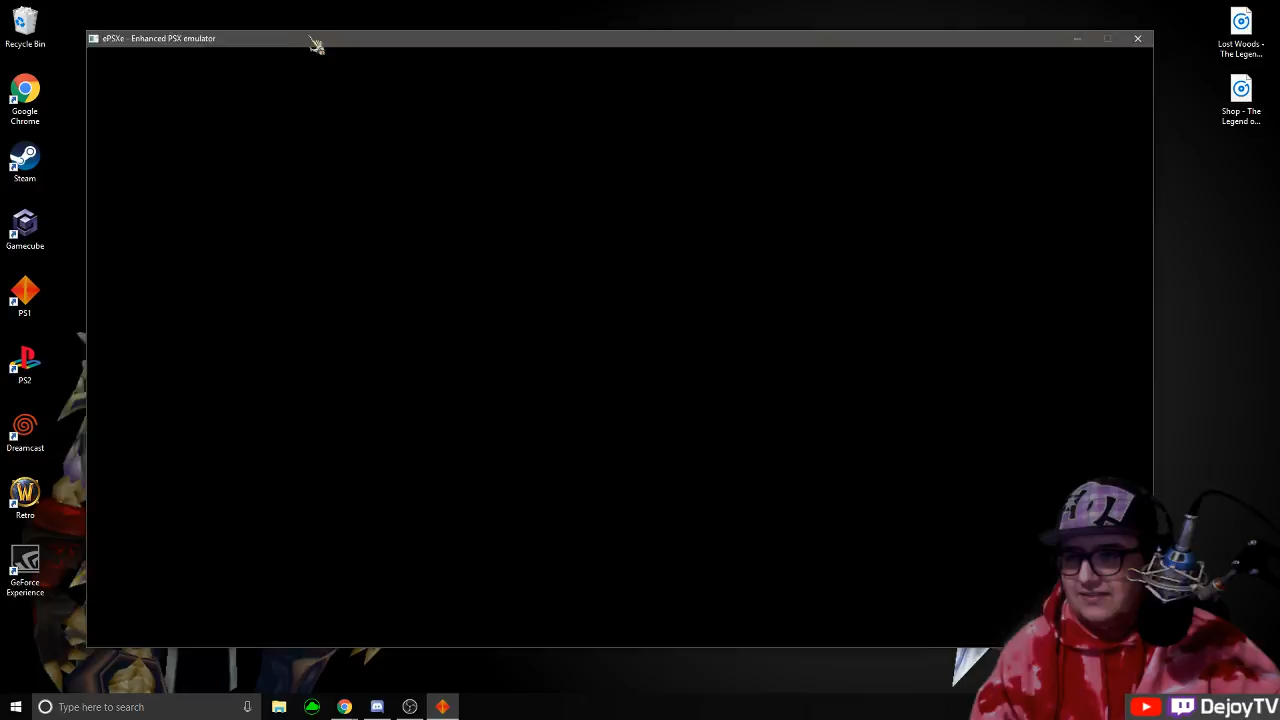 ePSXe - Enhanced PSX emulator
Recycle Bin
Google
Chrome
Steam
Gamecube
PS1
PS2
Dreamcast
Retro
GeForce
Experience
Lost Woods -
The Legen...
Shop - The
Legend o...
Type here to search
DejoyTV